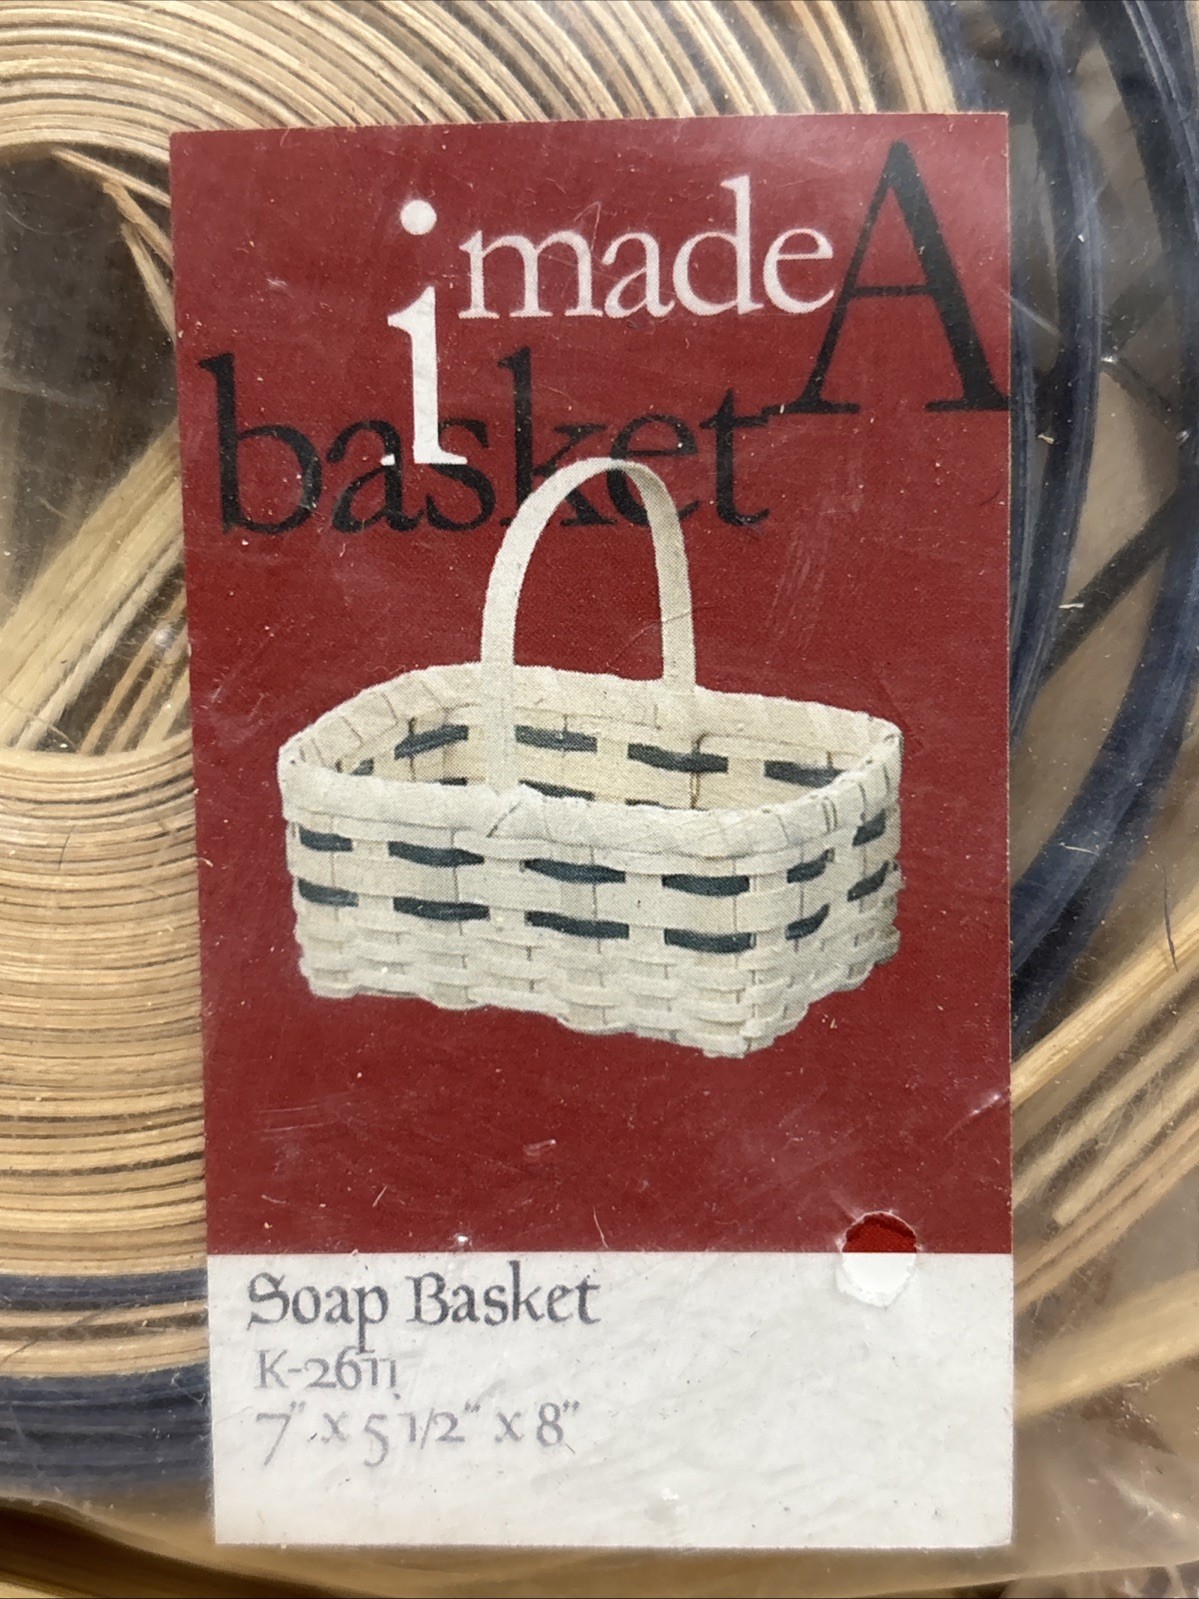 i made A
basket
Soap Basket
K-2611
7" x 5 1/2" x 8"